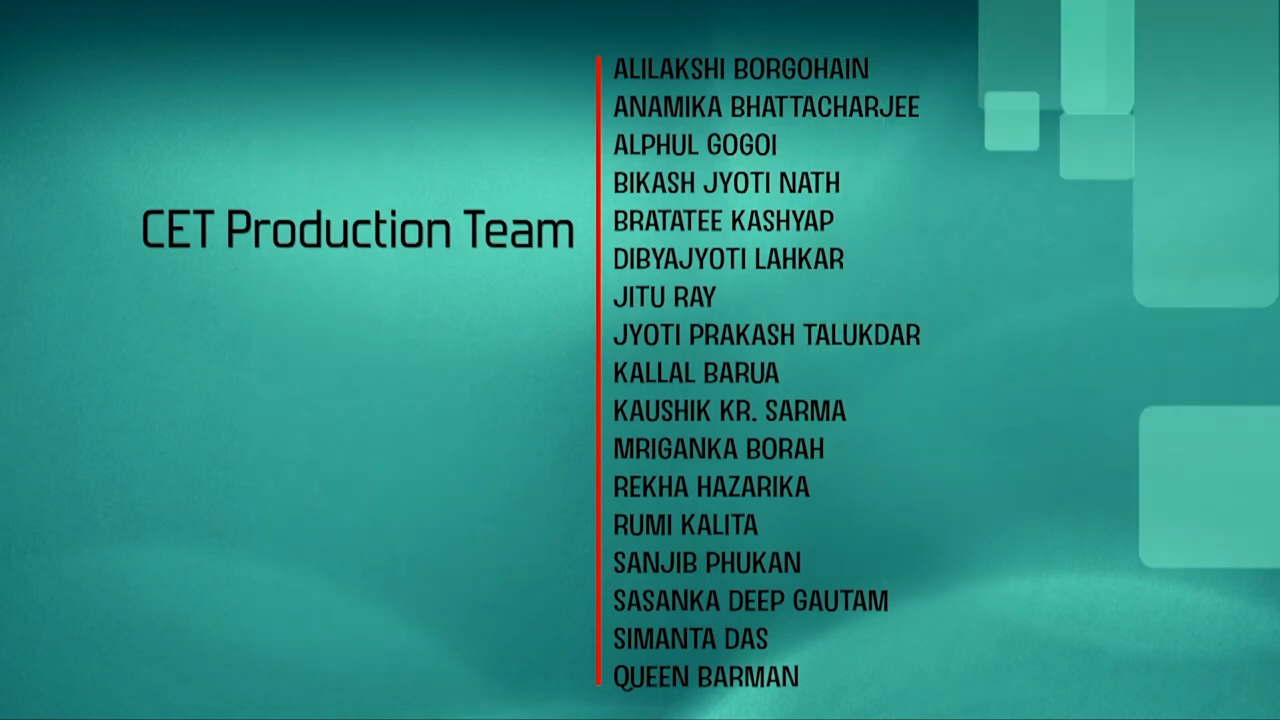 CET Production Team
ALILAKSHI BORGOHAIN
ANAMIKA BHATTACHARJEE
ALPHUL GOGOI
BIKASH JYOTI NATH
BRATATEE KASHYAP
DIBYAJYOTI LAHKAR
JITU RAY
JYOTI PRAKASH TALUKDAR
KALLAL BARUA
KAUSHIK KR. SARMA
MRIGANKA BORAH
REKHA HAZARIKA
RUMI KALITA
SANJIB PHUKAN
SASANKA DEEP GAUTAM
SIMANTA DAS
QUEEN BARMAN